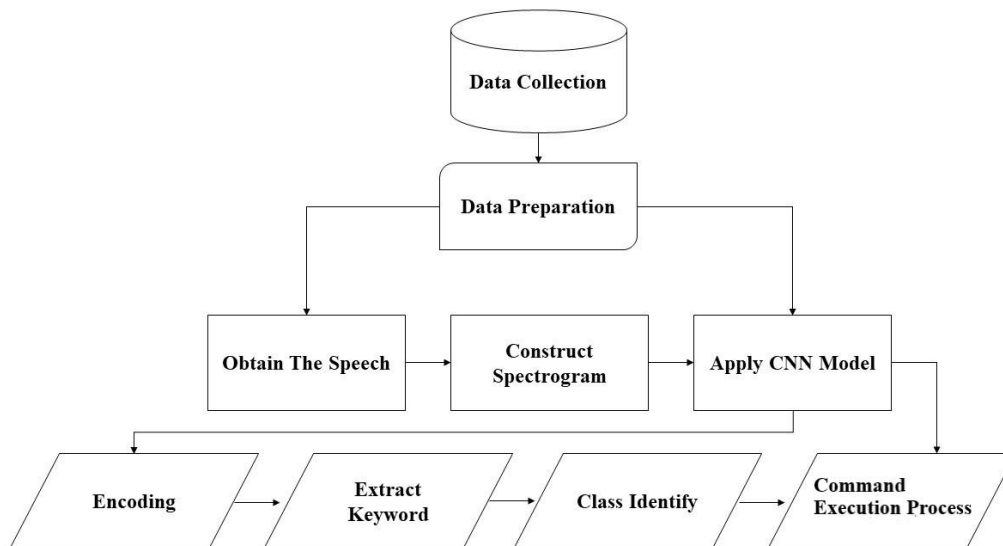 Data Collection
Data Preparation
Obtain The Speech
Construct
Spectrogram
Apply CNN Model
Encoding
Extract
Keyword
Class Identify
Command
Execution Process